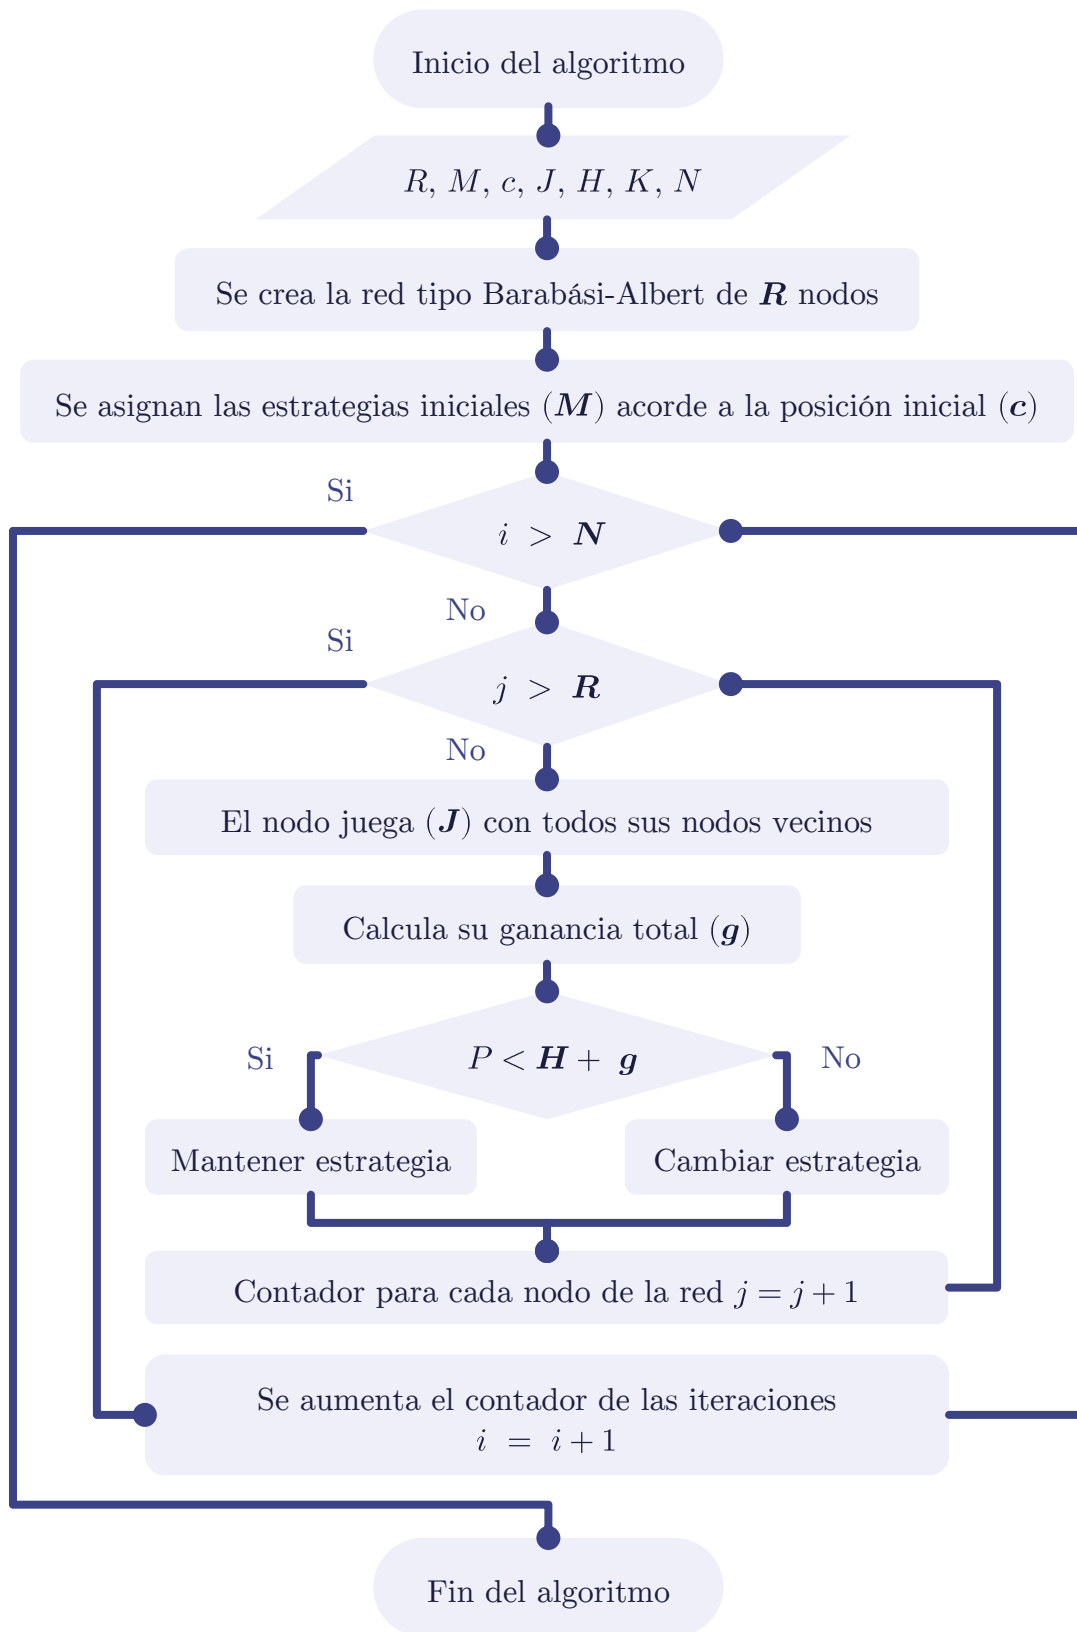 Inicio del algoritmo
R, M, c, J, H, K, N
Se crea la red tipo Barabási-Albert de R nodos
Se asignan las estrategias iniciales (M) acorde a la posición inicial (c)
Si
i > N
No
Si
j > R
No
El nodo juega (J) con todos sus nodos vecinos
Calcula su ganancia total (g)
Si
P < H + g
No
Mantener estrategia
Cambiar estrategia
Contador para cada nodo de la red j = j + 1
Se aumenta el contador de las iteraciones
i = i + 1
Fin del algoritmo